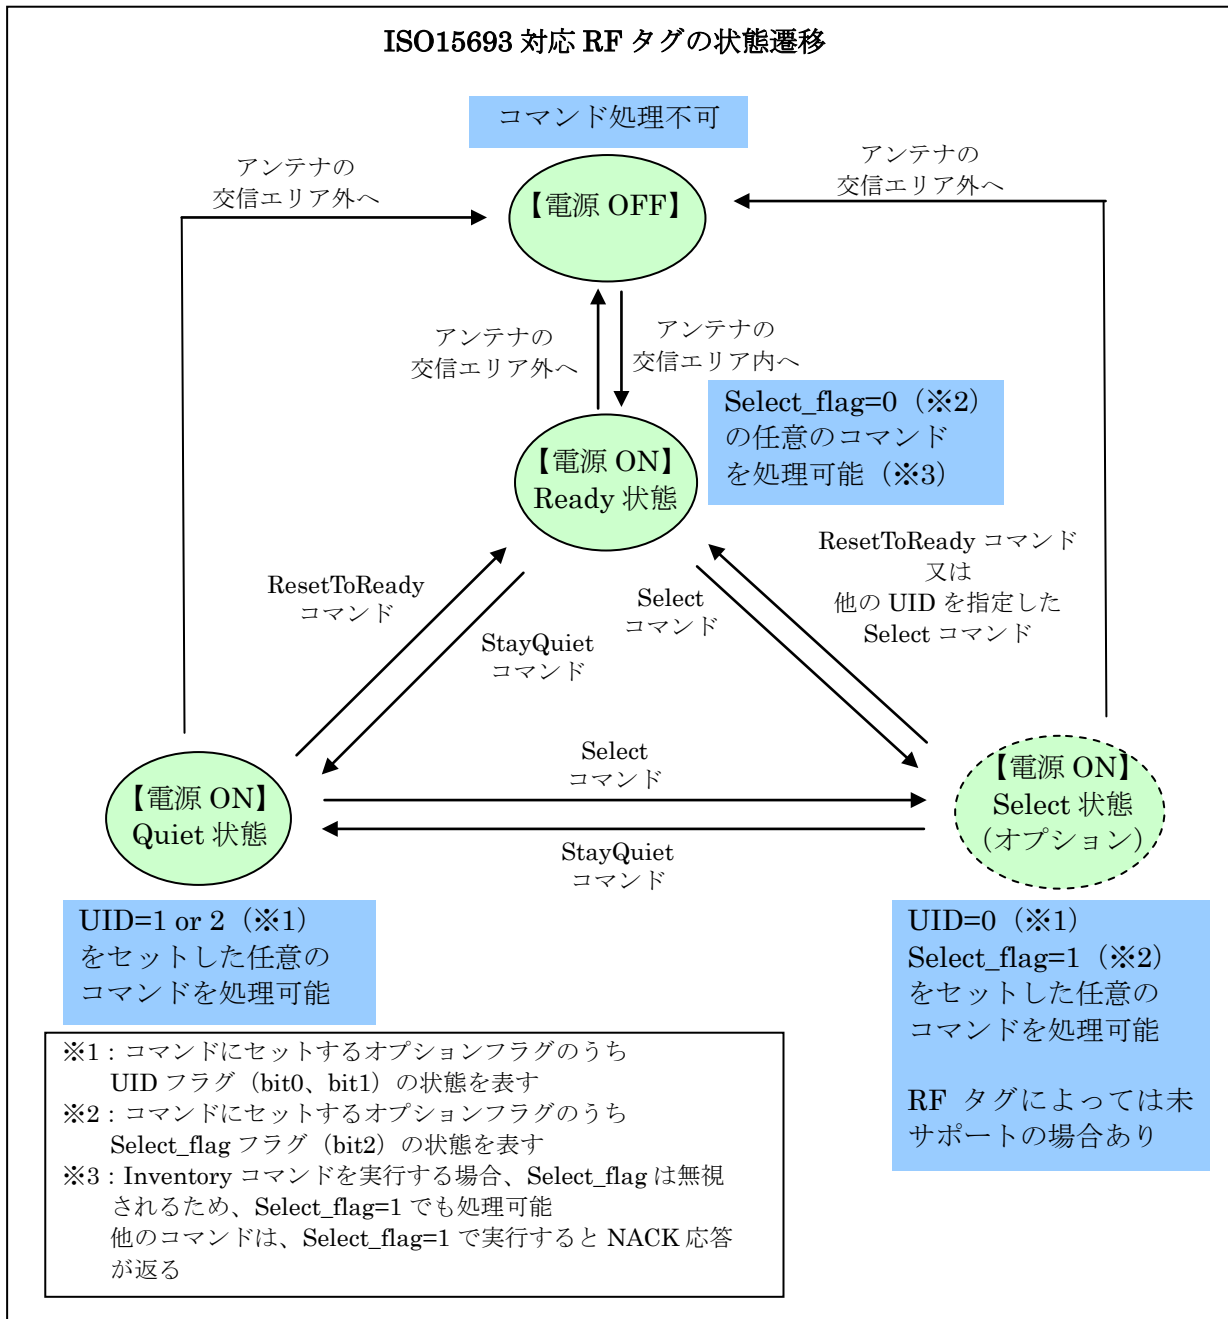 ISO15693 対応 RF タグの状態遷移
コマンド処理不可
アンテナの
交信エリア外へ
アンテナの
交信エリア外へ
【電源 OFF】
アンテナの
交信エリア外へ
アンテナの
交信エリア内へ
Select_flag=0（※2）
の任意のコマンド
を処理可能（※3）
【電源 ON】
Ready 状態
ResetToReady
コマンド
StayQuiet
コマンド
Select
コマンド
ResetToReady コマンド
又は
他の UID を指定した
Select コマンド
【電源 ON】
Quiet 状態
Select
コマンド
StayQuiet
コマンド
【電源 ON】
Select 状態
（オプション）
UID=1 or 2（※1）
をセットした任意の
コマンドを処理可能
UID=0（※1）
Select_flag=1（※2）
をセットした任意の
コマンドを処理可能
RF タグによっては未
サポートの場合あり
※1：コマンドにセットするオプションフラグのうち
UID フラグ（bit0、bit1）の状態を表す
※2：コマンドにセットするオプションフラグのうち
Select_flag フラグ（bit2）の状態を表す
※3：Inventory コマンドを実行する場合、Select_flag は無視
されるため、Select_flag=1 でも処理可能
他のコマンドは、Select_flag=1 で実行すると NACK 応答
が返る